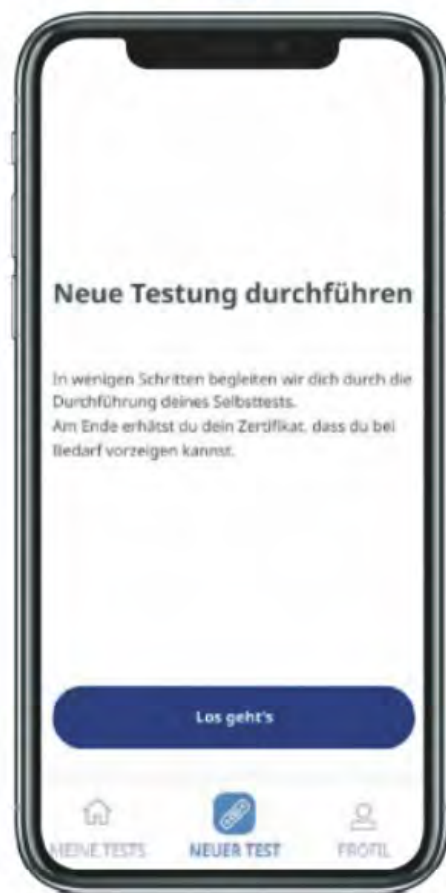 Neue Testung durchführen
In wenigen Schritten begleiten wir dich durch die
Durchführung deines Selbsttests.
Am Ende erhätst du dein Zertifikat, dass du bei
Bedarf vorzeigen kannst.
Los geht's
MEINE TESTS NEUER TEST PROFIL